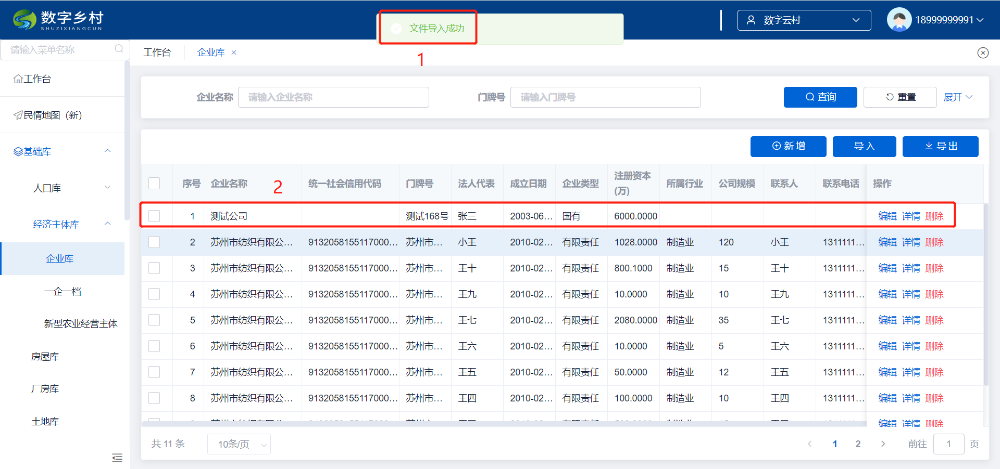 数字乡村
SHUZIXIANGCUN
文件导入成功
数字云村
18999999991
1
请输入菜单名称
工作台
企业库 ×
工作台
民情地图（新）
基础库
人口库
经济主体库
企业库
一企一档
新型农业经营主体
房屋库
厂房库
土地库
企业名称 请输入企业名称 门牌号 请输入门牌号 查询 重置 展开
新增 导入 导出
序号 企业名称 统一社会信用代码 门牌号 法人代表 成立日期 企业类型 注册资本(万) 所属行业 公司规模 联系人 联系电话 操作
2
1 测试公司 测试168号 张三 2003-06... 国有 6000.0000 编辑 详情 删除
2 苏州市纺织有限公... 9132058155117000... 苏州市... 小王 2010-02... 有限责任 1028.0000 制造业 120 小王 1311111... 编辑 详情 删除
3 苏州市纺织有限公... 9132058155117000... 苏州市... 王十 2010-02... 有限责任 800.1000 制造业 15 王十 1311111... 编辑 详情 删除
4 苏州市纺织有限公... 9132058155117000... 苏州市... 王九 2010-02... 有限责任 10.0000 制造业 10 王九 1311111... 编辑 详情 删除
5 苏州市纺织有限公... 9132058155117000... 苏州市... 王七 2010-02... 有限责任 2080.0000 制造业 35 王七 1311111... 编辑 详情 删除
6 苏州市纺织有限公... 9132058155117000... 苏州市... 王六 2010-02... 有限责任 10.0000 制造业 5 王六 1311111... 编辑 详情 删除
7 苏州市纺织有限公... 9132058155117000... 苏州市... 王五 2010-02... 有限责任 50.0000 制造业 12 王五 1311111... 编辑 详情 删除
8 苏州市纺织有限公... 9132058155117000... 苏州市... 王四 2010-02... 有限责任 100.0000 制造业 10 王四 1311111... 编辑 详情 删除
编辑 详情 删除
共 11 条 10条/页 1 2 前往 1 页